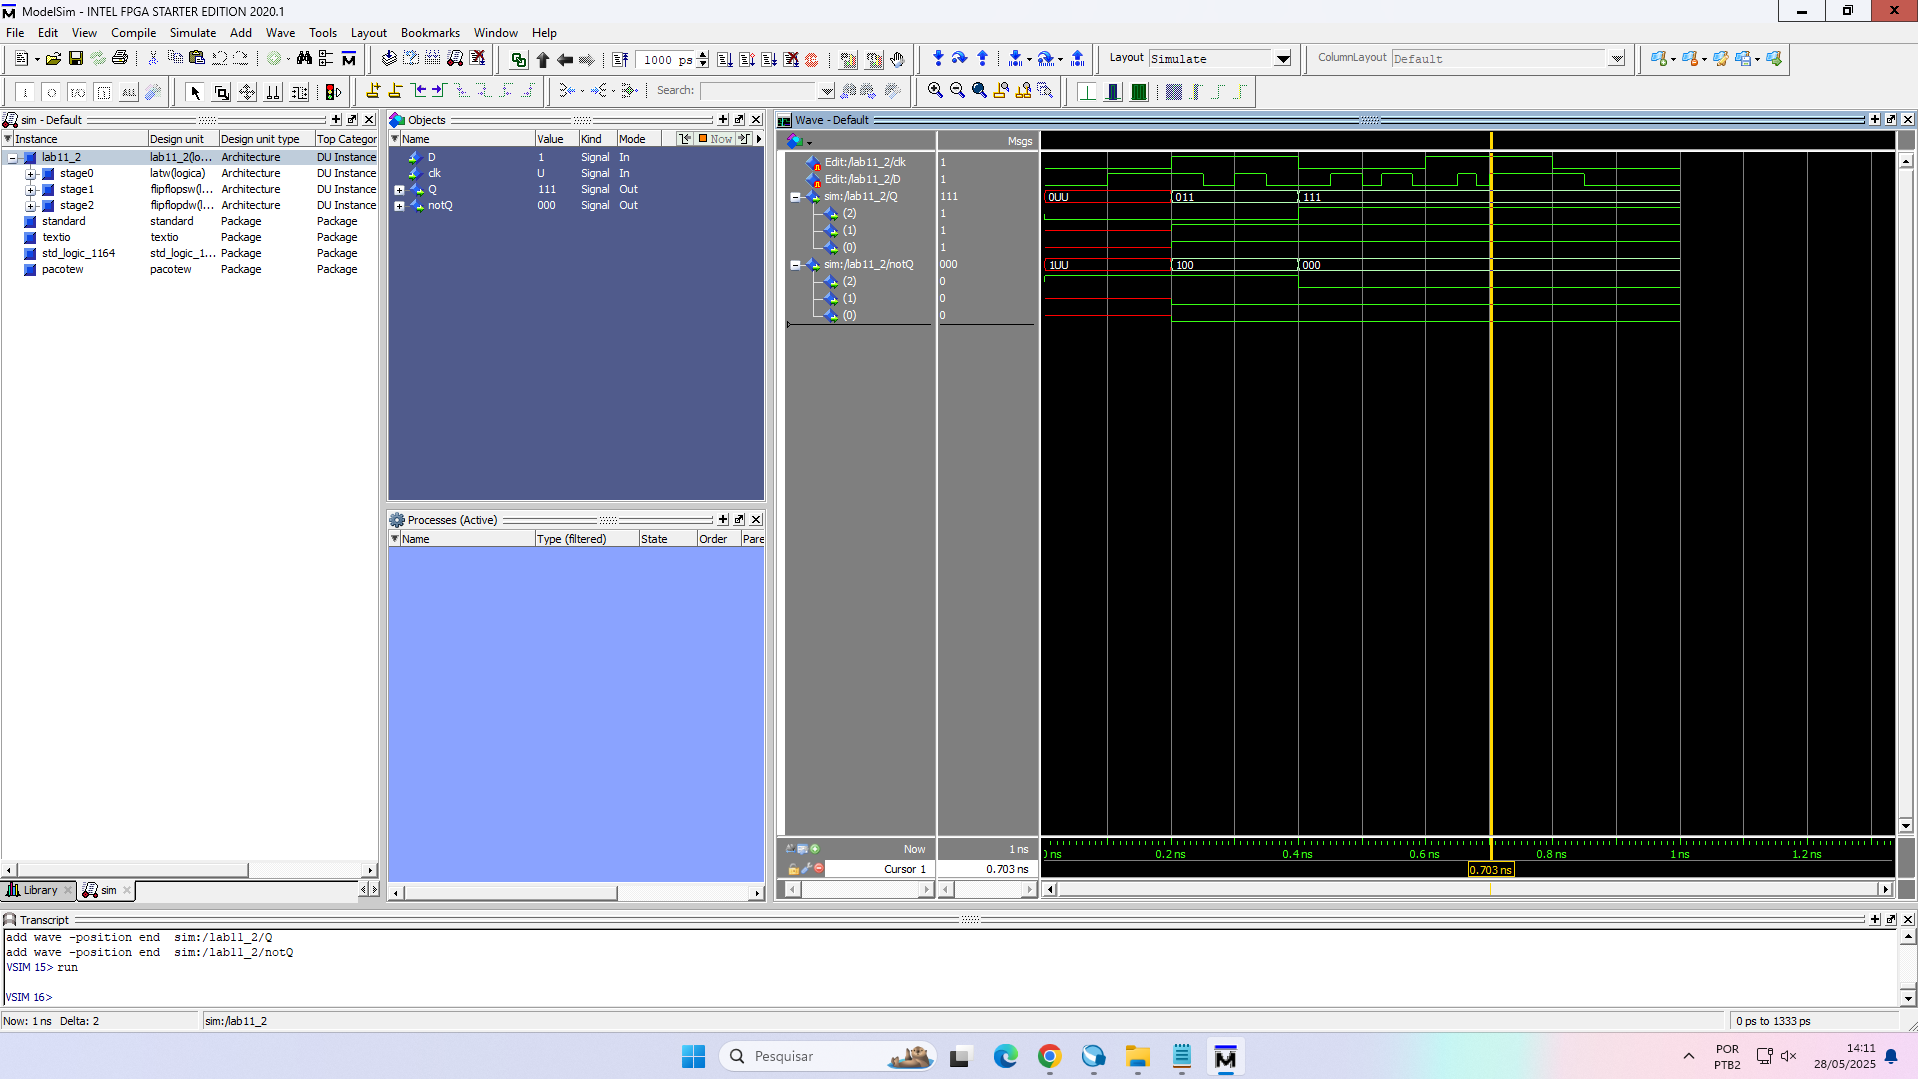 ModelSim - INTEL FPGA STARTER EDITION 2020.1
File Edit View Compile Simulate Add Wave Tools Layout Bookmarks Window Help
1000 ps
Layout Simulate
ColumnLayout Default
Search:
sim - Default
Instance Design unit Design unit type Top Categor
lab11_2 lab11_2(lo... Architecture DU Instance
stage0 latw(logica) Architecture DU Instance
stage1 flipflopsw(l... Architecture DU Instance
stage2 flipflopdw(l... Architecture DU Instance
standard standard Package Package
textio textio Package Package
std_logic_1164 std_logic_1... Package Package
pacotew pacotew Package Package
Library sim
Objects
Name Value Kind Mode Now
D 1 Signal In
clk U Signal In
Q 111 Signal Out
notQ 000 Signal Out
Processes (Active)
Name Type (filtered) State Order Pare
Wave - Default
Msgs
Edit:/lab11_2/clk 1
Edit:/lab11_2/D 1
sim:/lab11_2/Q 111 0UU 011 111
(2) 1
(1) 1
(0) 1
sim:/lab11_2/notQ 000 1UU 100 000
(2) 0
(1) 0
(0) 0
Now 1 ns ns 0.2 ns 0.4 ns 0.6 ns 0.8 ns 1 ns 1.2 ns
Cursor 1 0.703 ns 0.703 ns
Transcript
add wave -position end sim:/lab11_2/Q
add wave -position end sim:/lab11_2/notQ
VSIM 15> run
VSIM 16>
Now: 1 ns Delta: 2 sim:/lab11_2 0 ps to 1333 ps
Pesquisar
POR
PTB2
14:11
28/05/2025